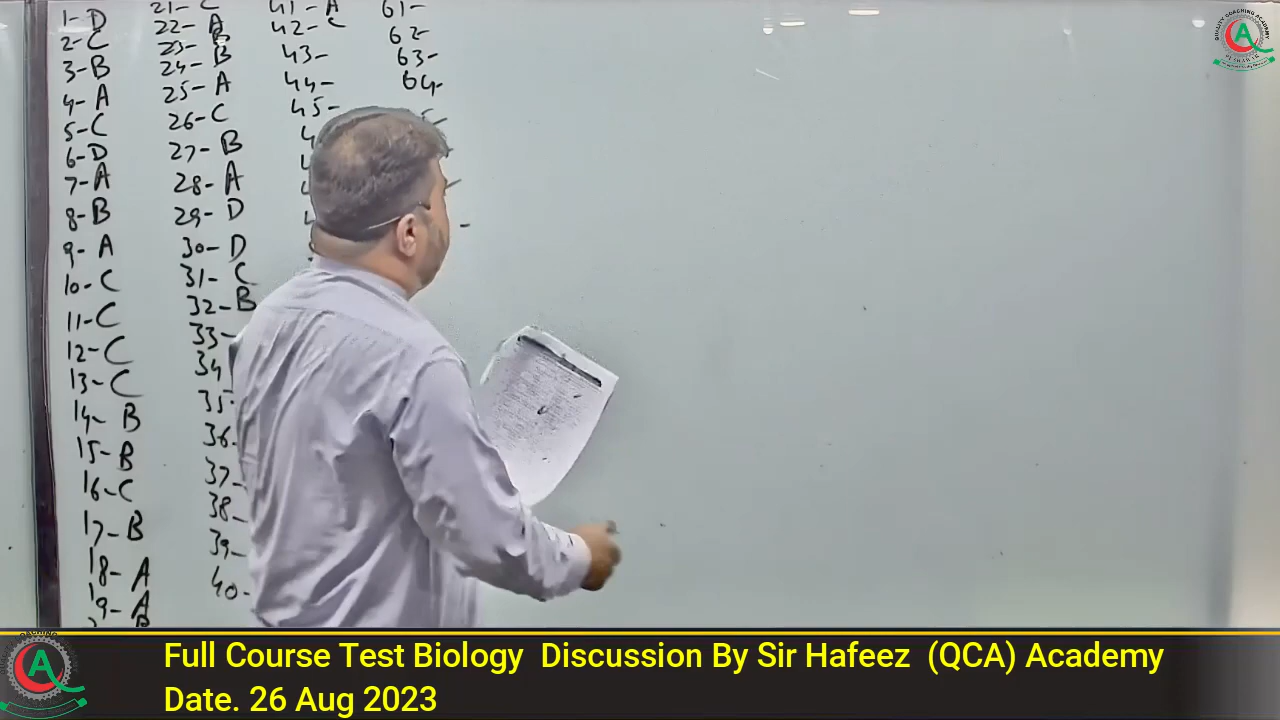 1- D
2- C
3- B
4- A
5- C
6- D
7- A
8- B
9- A
10- C
11- C
12- C
13- C
14- B
15- B
16- C
17- B
18- A
19- A
21- C
22- A
23- B
24- B
25- A
26- C
27- B
28- A
29- D
30- D
31- C
32- B
33-
34
35-
36-
37-
38-
39-
40-
41- A
42- C
43-
44-
45-
61-
62-
63-
64-
QUALITY COACHING ACADEMY
Full Course Test Biology Discussion By Sir Hafeez (QCA) Academy
Date. 26 Aug 2023